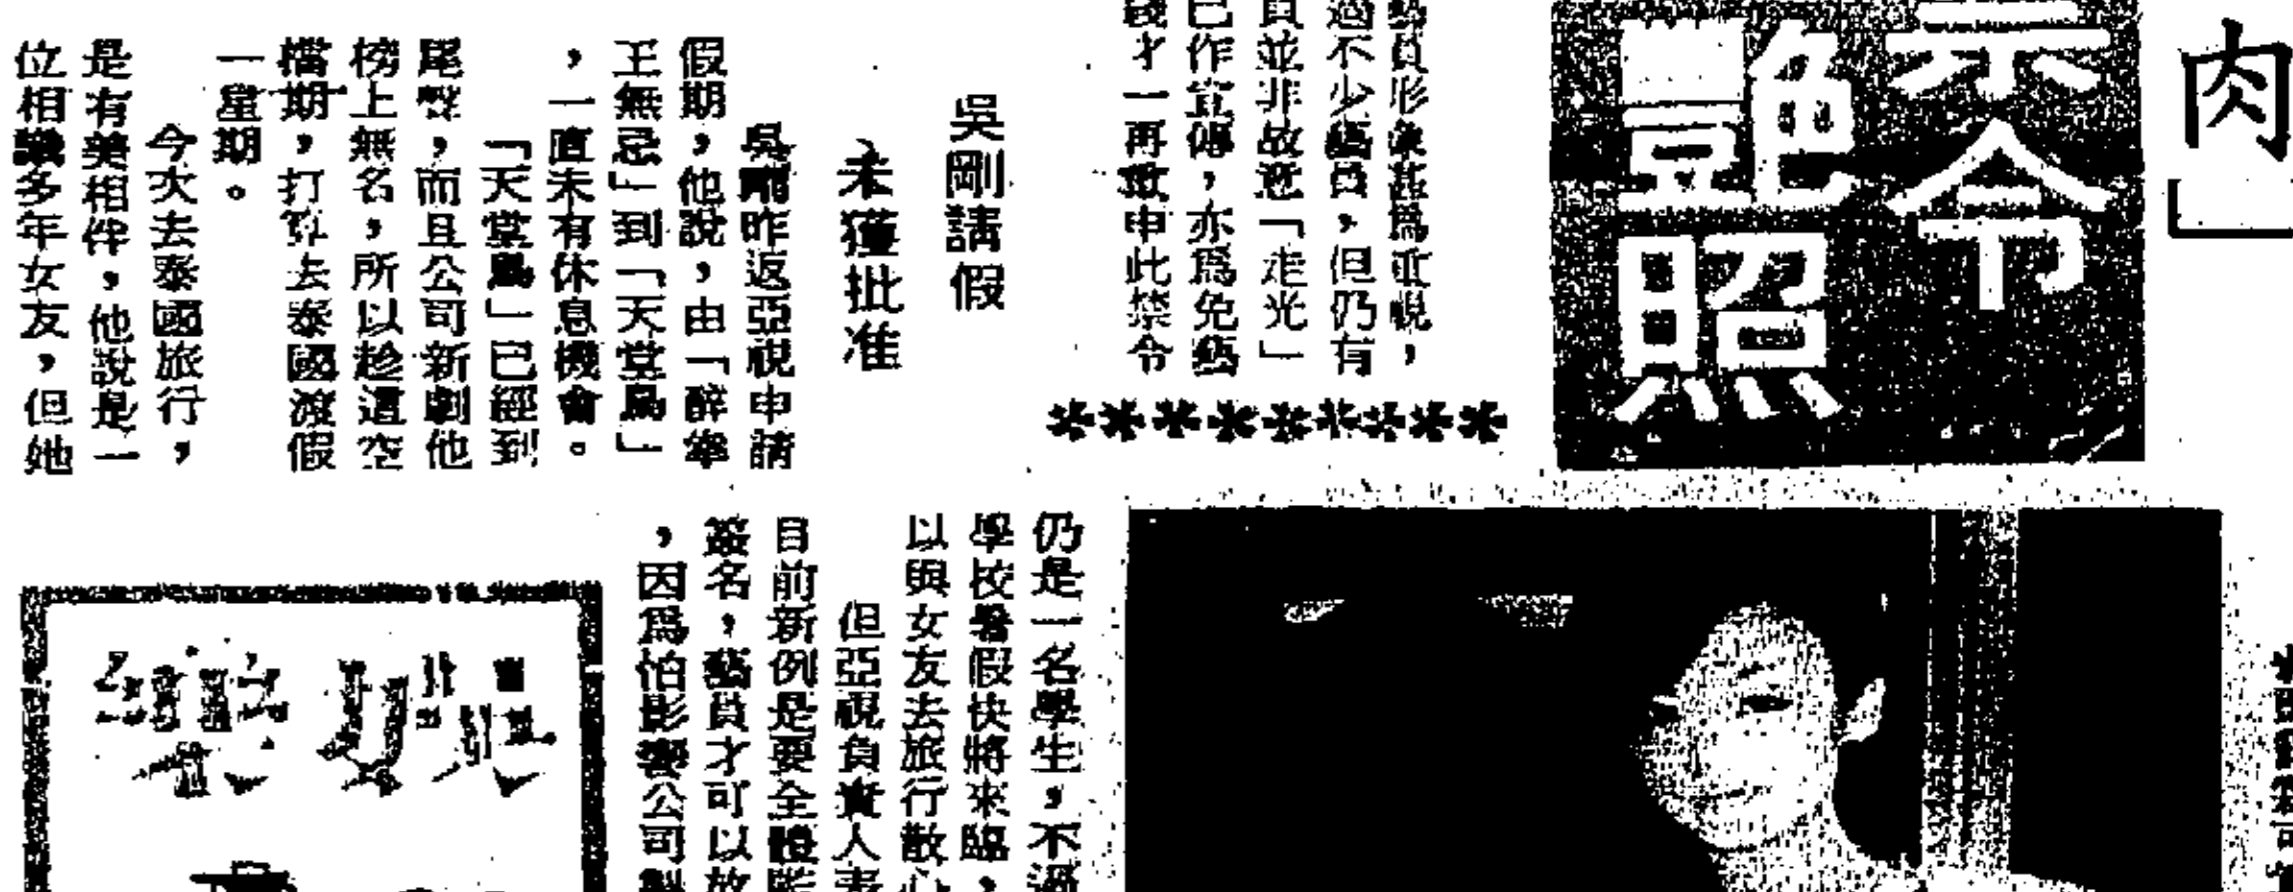 肉」
禁令
艷照
藝員形象甚為重視，
過不少藝員，但仍有
員並非故意「走光」
已作宣傳，亦為免藝
才一再重申此禁令
吳剛請假
未獲批准
吳剛昨返亞視申請
假期，他說，由「醉拳
王無忌」到「天堂鳥」
，一直未有休息機會。
「天堂鳥」已經到
尾聲，而且公司新劇他
榜上無名，所以趁這空
檔期，打算去泰國渡假
一星期。
今次去泰國旅行，
是有美相伴，他說是一
位相識多年女友，但她
仍是一名學生，不過
學校暑假快將來臨，
以與女友去旅行散心
但亞視負責人表
目前新例是要全體監
簽名，藝員才可以放
，因為怕影響公司製